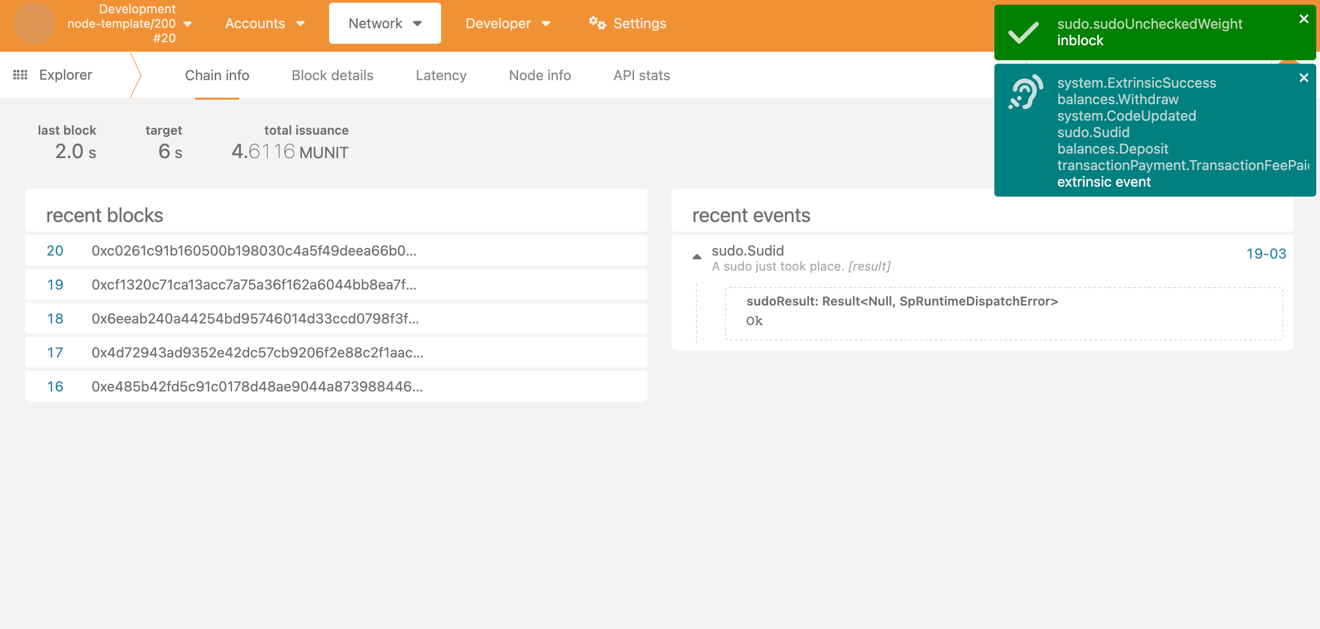 Development
node-template/200
#20
Accounts
Network
Developer
Settings
sudo.sudoUncheckedWeight
inblock
Explorer
Chain info
Block details
Latency
Node info
API stats
system.ExtrinsicSuccess
balances.Withdraw
system.CodeUpdated
sudo.Sudid
balances.Deposit
transactionPayment.TransactionFeePai
extrinsic event
last block
2.0 s
target
6 s
total issuance
4.6116 MUNIT
recent blocks
20 0xc0261c91b160500b198030c4a5f49deea66b0...
19 0xcf1320c71ca13acc7a75a36f162a6044bb8ea7f...
18 0x6eeab240a44254bd95746014d33ccd0798f3f...
17 0x4d72943ad9352e42dc57cb9206f2e88c2f1aac...
16 0xe485b42fd5c91c0178d48ae9044a873988446...
recent events
sudo.Sudid 19-03
A sudo just took place. [result]
sudoResult: Result<Null, SpRuntimeDispatchError>
Ok